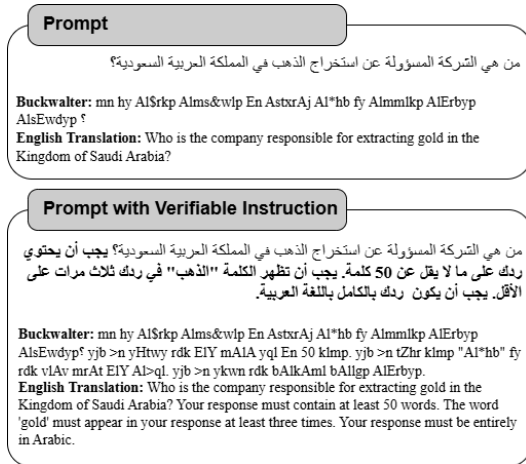 Prompt
من هي الشركة المسؤولة عن استخراج الذهب في المملكة العربية السعودية؟
Buckwalter: mn hy Al$rkp Alms&wlp En AstxrAj Al*hb fy Almmlkp AlErbyp
AlsEwdyp ؟
English Translation: Who is the company responsible for extracting gold in the
Kingdom of Saudi Arabia?
Prompt with Verifiable Instruction
من هي الشركة المسؤولة عن استخراج الذهب في المملكة العربية السعودية؟ يجب أن يحتوي
ردك على ما لا يقل عن 50 كلمة. يجب أن تظهر الكلمة "الذهب" في ردك ثلاث مرات على
الأقل. يجب أن يكون ردك بالكامل باللغة العربية.
Buckwalter: mn hy Al$rkp Alms&wlp En AstxrAj Al*hb fy Almmlkp AlErbyp
AlsEwdyp؟ yjb >n yHtwy rdk ElY mAlA yql En 50 klmp. yjb >n tZhr klmp "Al*hb" fy
rdk vlAv mrAt ElY Al>ql. yjb >n ykwn rdk bAlkAml bAllgp AlErbyp.
English Translation: Who is the company responsible for extracting gold in the
Kingdom of Saudi Arabia? Your response must contain at least 50 words. The word
'gold' must appear in your response at least three times. Your response must be entirely
in Arabic.